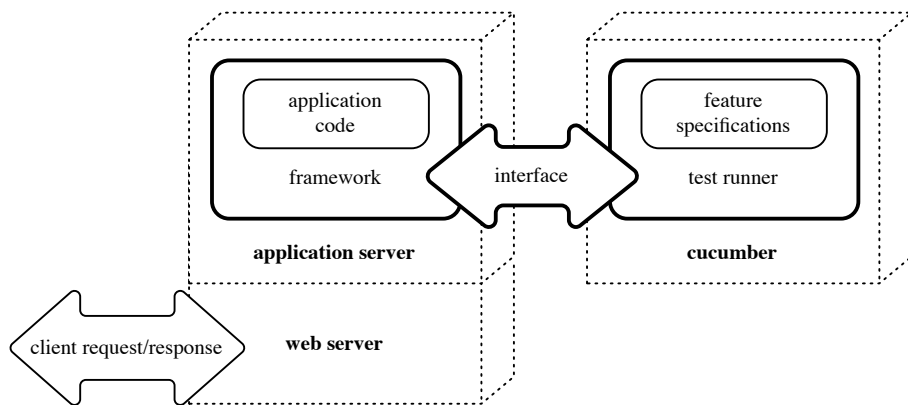 application
code
framework
application server
interface
feature
specifications
test runner
cucumber
client request/response
web server